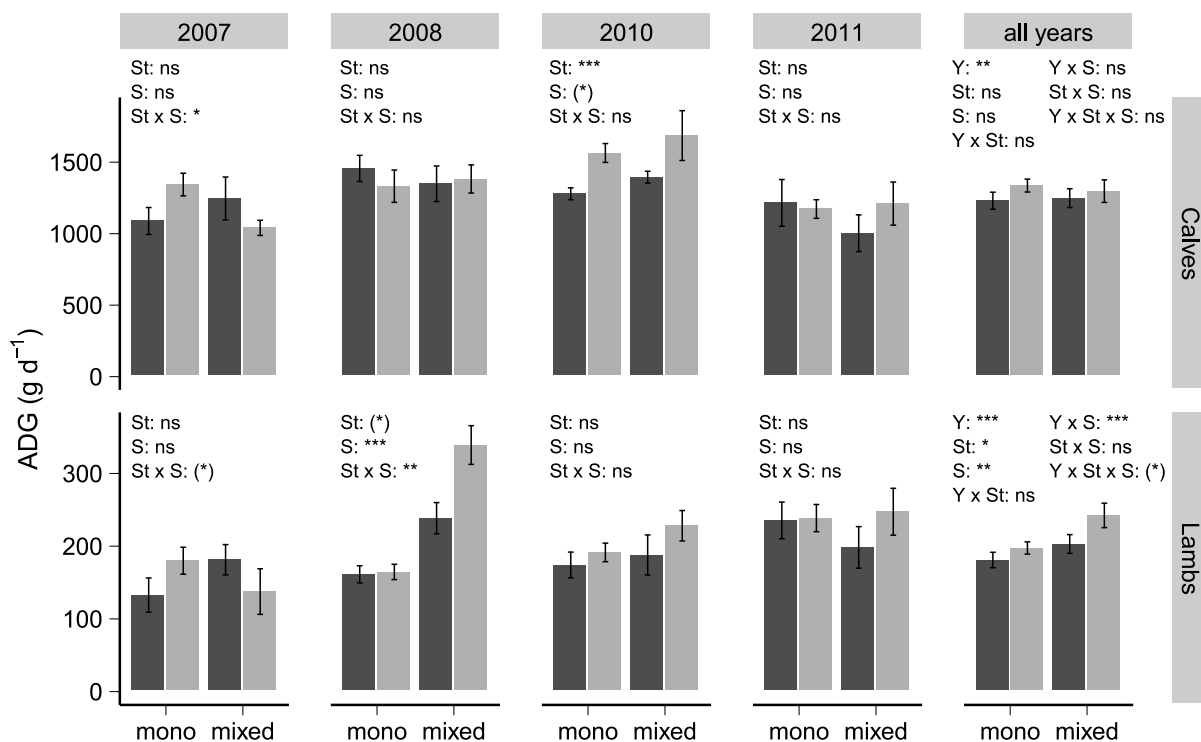 2007
2008
2010
2011
all years
St: ns
S: ns
St x S: *
St: ns
S: ns
St x S: ns
St: ***
S: (*)
St x S: ns
St: ns
S: ns
St x S: ns
Y: **
St: ns
S: ns
Y x St: ns
Y x S: ns
St x S: ns
Y x St x S: ns
1500
1000
500
0
Calves
ADG (g d⁻¹)
St: ns
S: ns
St x S: (*)
St: (*)
S: ***
St x S: **
St: ns
S: ns
St x S: ns
St: ns
S: ns
St x S: ns
Y: ***
St: *
S: **
Y x St: ns
Y x S: ***
St x S: ns
Y x St x S: (*)
300
200
100
0
Lambs
mono mixed
mono mixed
mono mixed
mono mixed
mono mixed